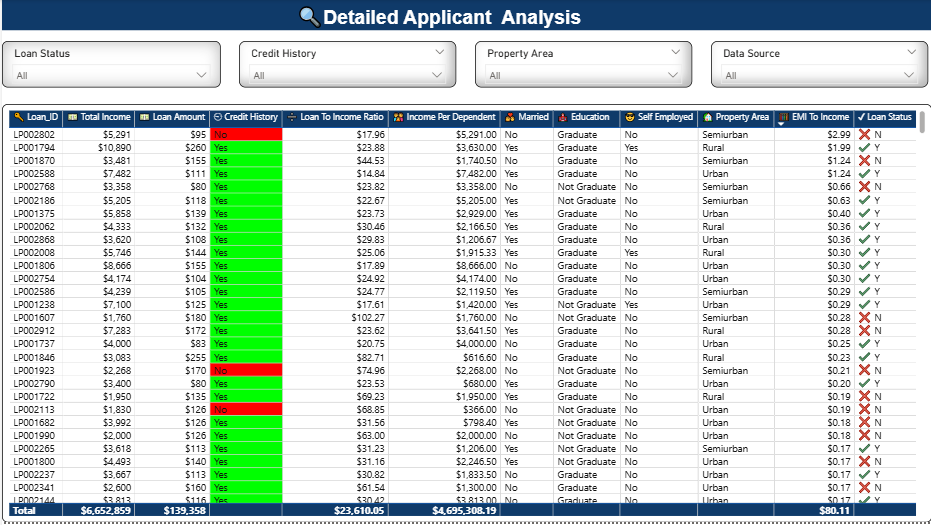 Detailed Applicant Analysis
Loan Status
All
Credit History
All
Property Area
All
Data Source
All
Loan_ID Total Income Loan Amount Credit History Loan To Income Ratio Income Per Dependent Married Education Self Employed Property Area EMI To Income Loan Status
LP002802 $5,291 $95 No $17.96 $5,291.00 No Graduate No Semiurban $2.99 N
LP001794 $10,890 $260 Yes $23.88 $3,630.00 Yes Graduate Yes Rural $1.99 Y
LP001870 $3,481 $155 Yes $44.53 $1,740.50 No Graduate No Semiurban $1.24 N
LP002588 $7,482 $111 Yes $14.84 $7,482.00 Yes Graduate No Urban $1.24 Y
LP002768 $3,358 $80 Yes $23.82 $3,358.00 No Not Graduate No Semiurban $0.66 N
LP002186 $5,205 $118 Yes $22.67 $5,205.00 Yes Not Graduate No Semiurban $0.63 Y
LP001375 $5,858 $139 Yes $23.73 $2,929.00 Yes Graduate No Urban $0.40 Y
LP002062 $4,333 $132 Yes $30.46 $2,166.50 Yes Graduate No Rural $0.36 Y
LP002868 $3,620 $108 Yes $29.83 $1,206.67 Yes Graduate No Urban $0.36 Y
LP002008 $5,746 $144 Yes $25.06 $1,915.33 Yes Graduate Yes Rural $0.30 Y
LP001806 $8,666 $155 Yes $17.89 $8,666.00 No Graduate No Urban $0.30 Y
LP002754 $4,174 $104 Yes $24.92 $4,174.00 No Graduate No Urban $0.30 Y
LP002586 $4,239 $105 Yes $24.77 $2,119.50 Yes Graduate No Semiurban $0.29 Y
LP001238 $7,100 $125 Yes $17.61 $1,420.00 Yes Not Graduate Yes Urban $0.29 Y
LP001607 $1,760 $180 Yes $102.27 $1,760.00 No Not Graduate No Semiurban $0.28 N
LP002912 $7,283 $172 Yes $23.62 $3,641.50 Yes Graduate No Rural $0.28 N
LP001737 $4,000 $83 Yes $20.75 $4,000.00 No Graduate No Urban $0.25 Y
LP001846 $3,083 $255 Yes $82.71 $616.60 No Graduate No Rural $0.23 Y
LP001923 $2,268 $170 No $74.96 $2,268.00 No Not Graduate No Semiurban $0.21 N
LP002790 $3,400 $80 Yes $23.53 $680.00 Yes Graduate No Urban $0.20 Y
LP001722 $1,950 $135 Yes $69.23 $1,950.00 Yes Graduate No Rural $0.19 N
LP002113 $1,830 $126 No $68.85 $366.00 No Not Graduate No Urban $0.19 N
LP001682 $3,992 $126 Yes $31.56 $798.40 Yes Not Graduate No Urban $0.18 N
LP001990 $2,000 $126 Yes $63.00 $2,000.00 No Not Graduate No Urban $0.18 N
LP002265 $3,618 $113 Yes $31.23 $1,206.00 Yes Not Graduate No Semiurban $0.17 Y
LP001800 $4,493 $140 Yes $31.16 $2,246.50 Yes Not Graduate No Urban $0.17 N
LP002237 $3,667 $113 Yes $30.82 $1,833.50 No Graduate No Urban $0.17 Y
LP002341 $2,600 $160 Yes $61.54 $1,300.00 No Graduate No Urban $0.17 N
LP002144 $3,813 $116 Yes $30.42 $3,813.00 No Graduate No Urban $0.17 Y
Total $6,652,859 $139,358 $23,610.05 $4,695,308.19 $80.11